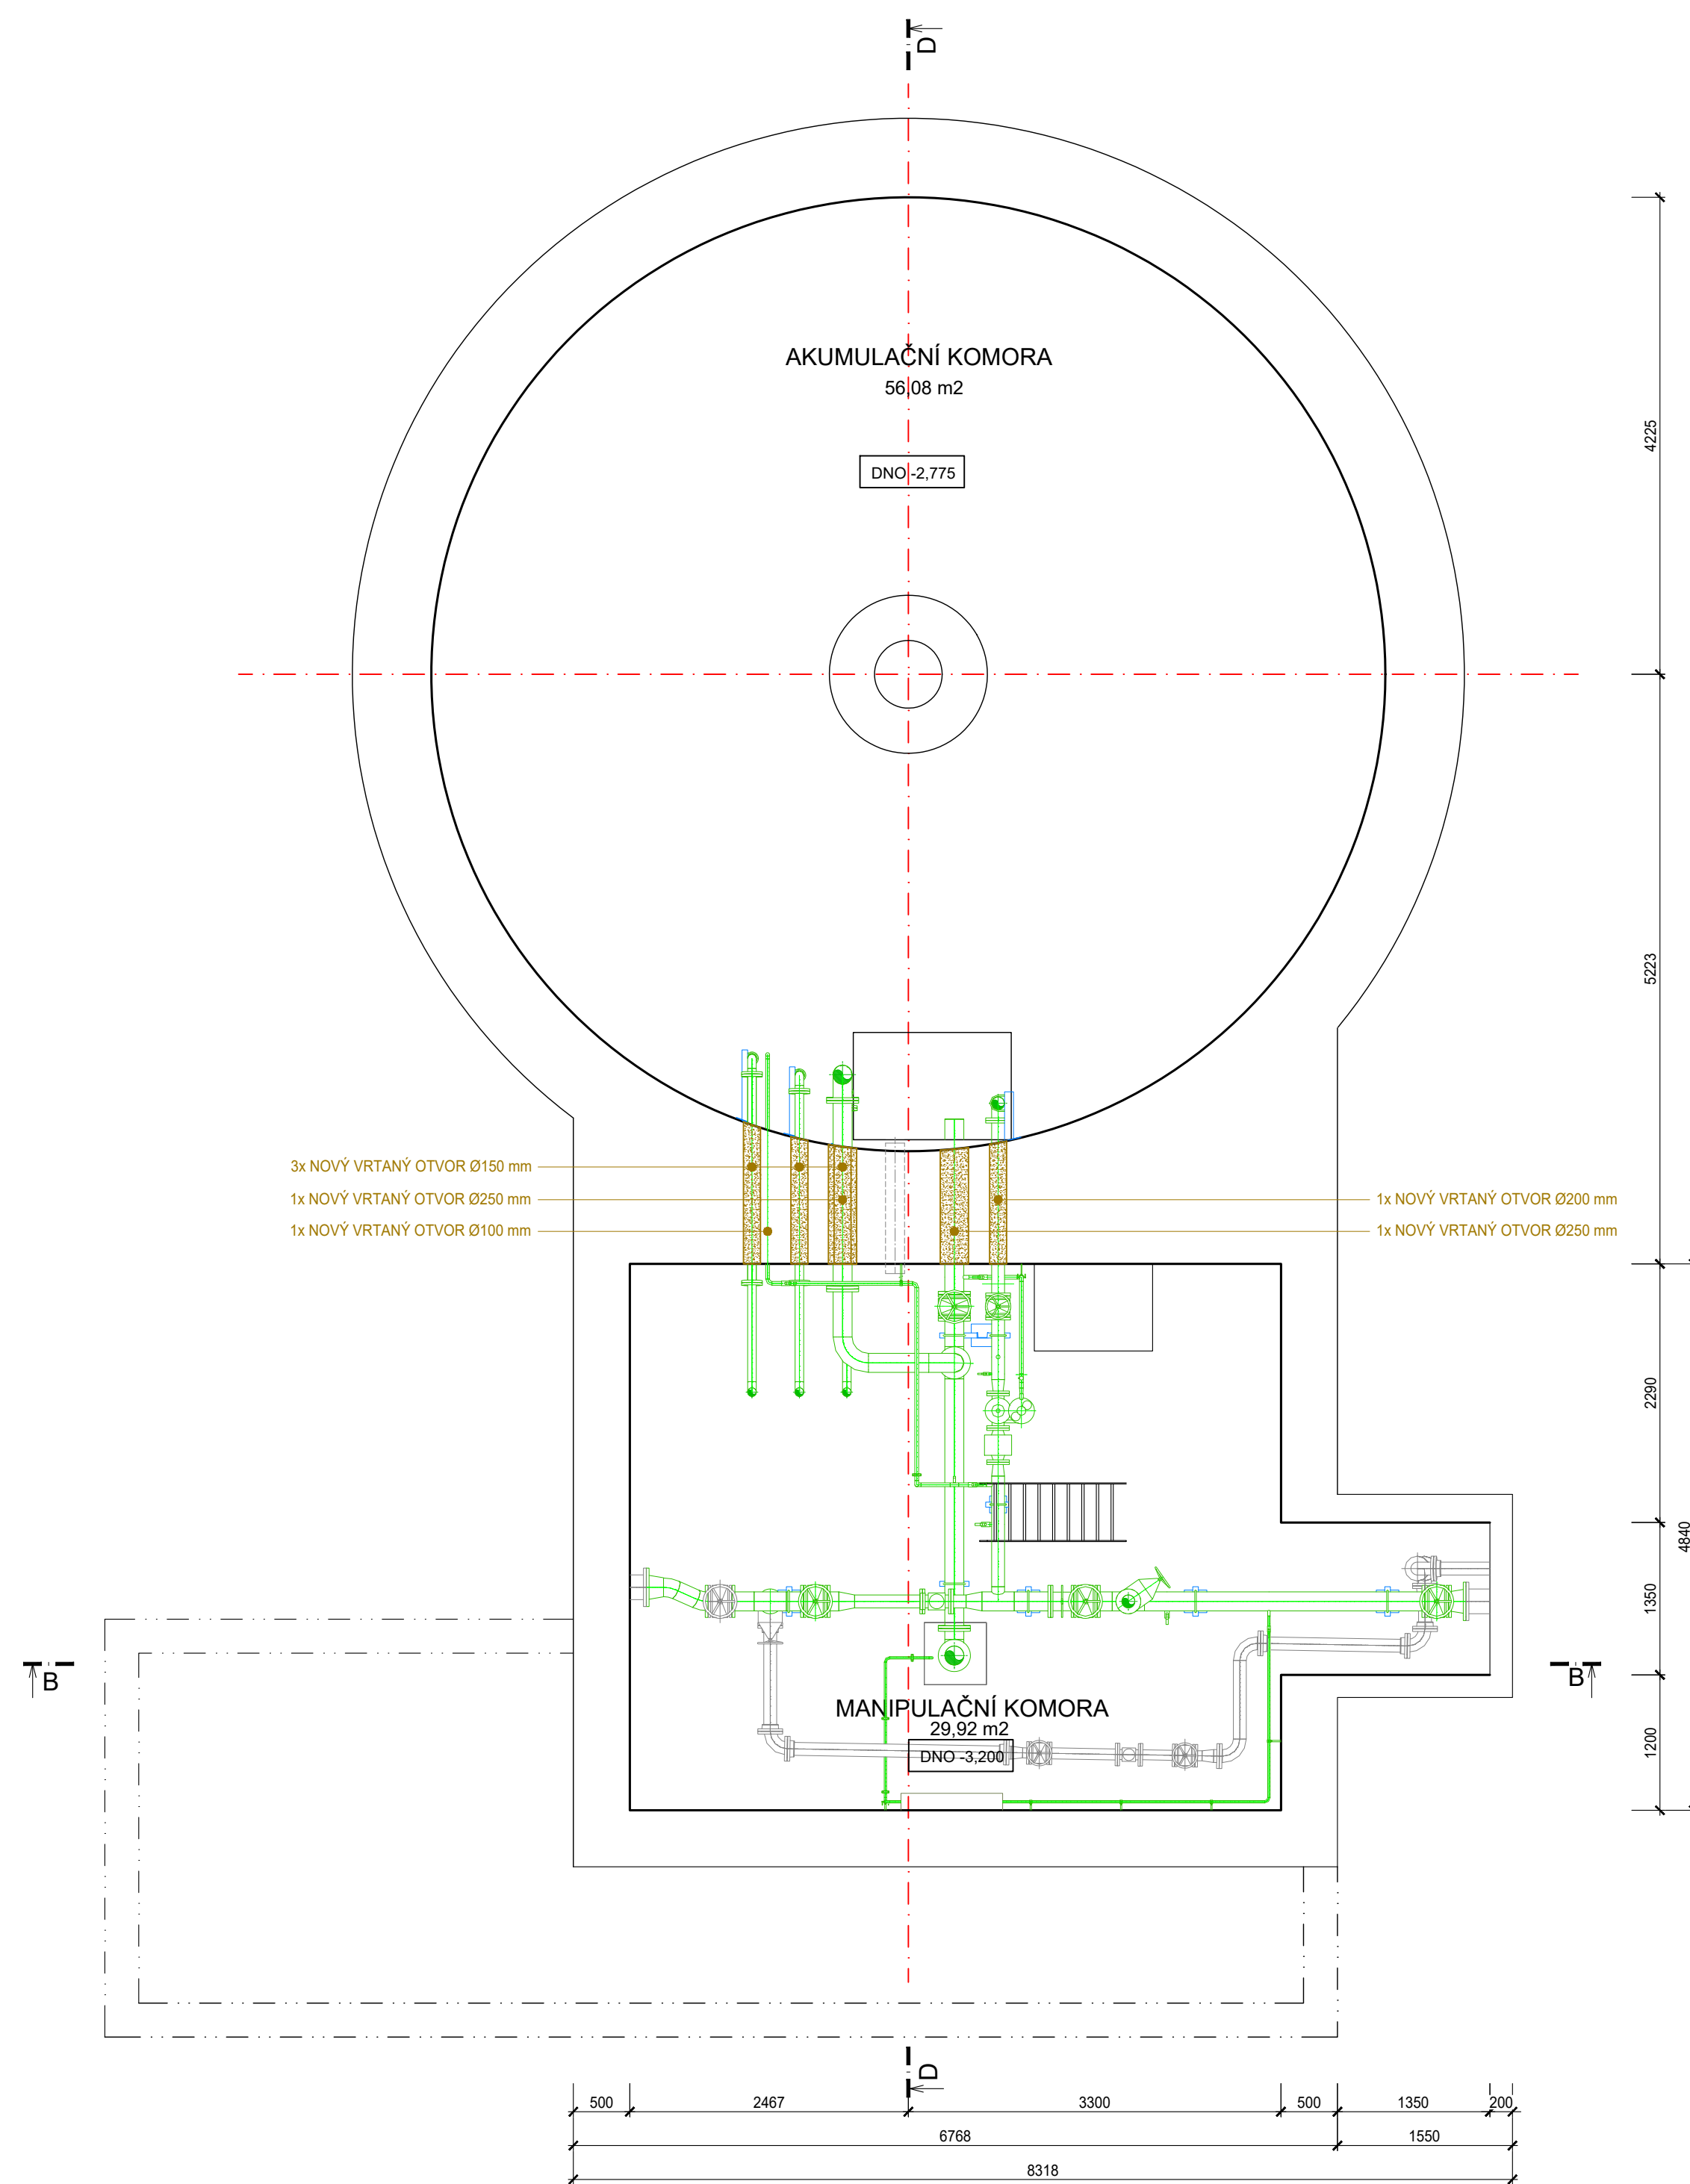 D
AKUMULAČNÍ KOMORA
56,08 m2
DNO -2,775
4225
5223
3x NOVÝ VRTANÝ OTVOR Ø150 mm
1x NOVÝ VRTANÝ OTVOR Ø250 mm
1x NOVÝ VRTANÝ OTVOR Ø100 mm
1x NOVÝ VRTANÝ OTVOR Ø200 mm
1x NOVÝ VRTANÝ OTVOR Ø250 mm
2290
4840
1350
1200
B
B
MANIPULAČNÍ KOMORA
29,92 m2
DNO -3,200
D
500 2467 3300 500 1350 200
6768 1550
8318